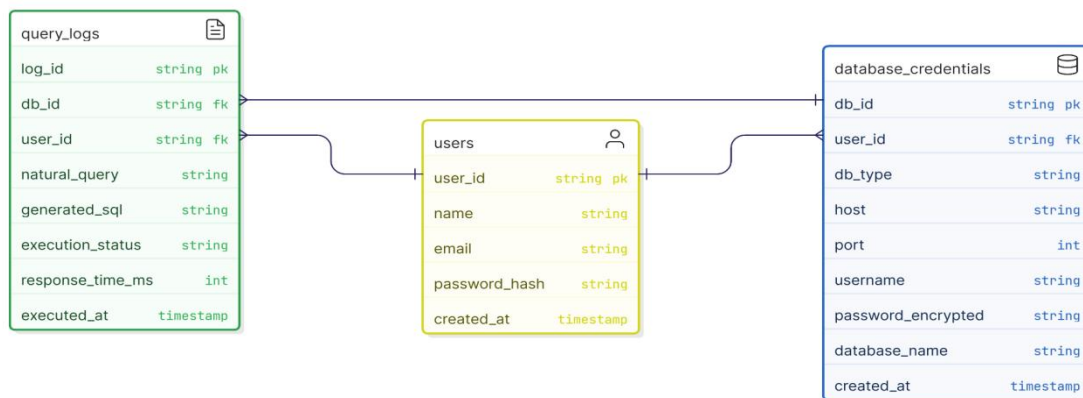 query_logs
log_id string pk
db_id string fk
user_id string fk
natural_query string
generated_sql string
execution_status string
response_time_ms int
executed_at timestamp
users
user_id string pk
name string
email string
password_hash string
created_at timestamp
database_credentials
db_id string pk
user_id string fk
db_type string
host string
port int
username string
password_encrypted string
database_name string
created_at timestamp